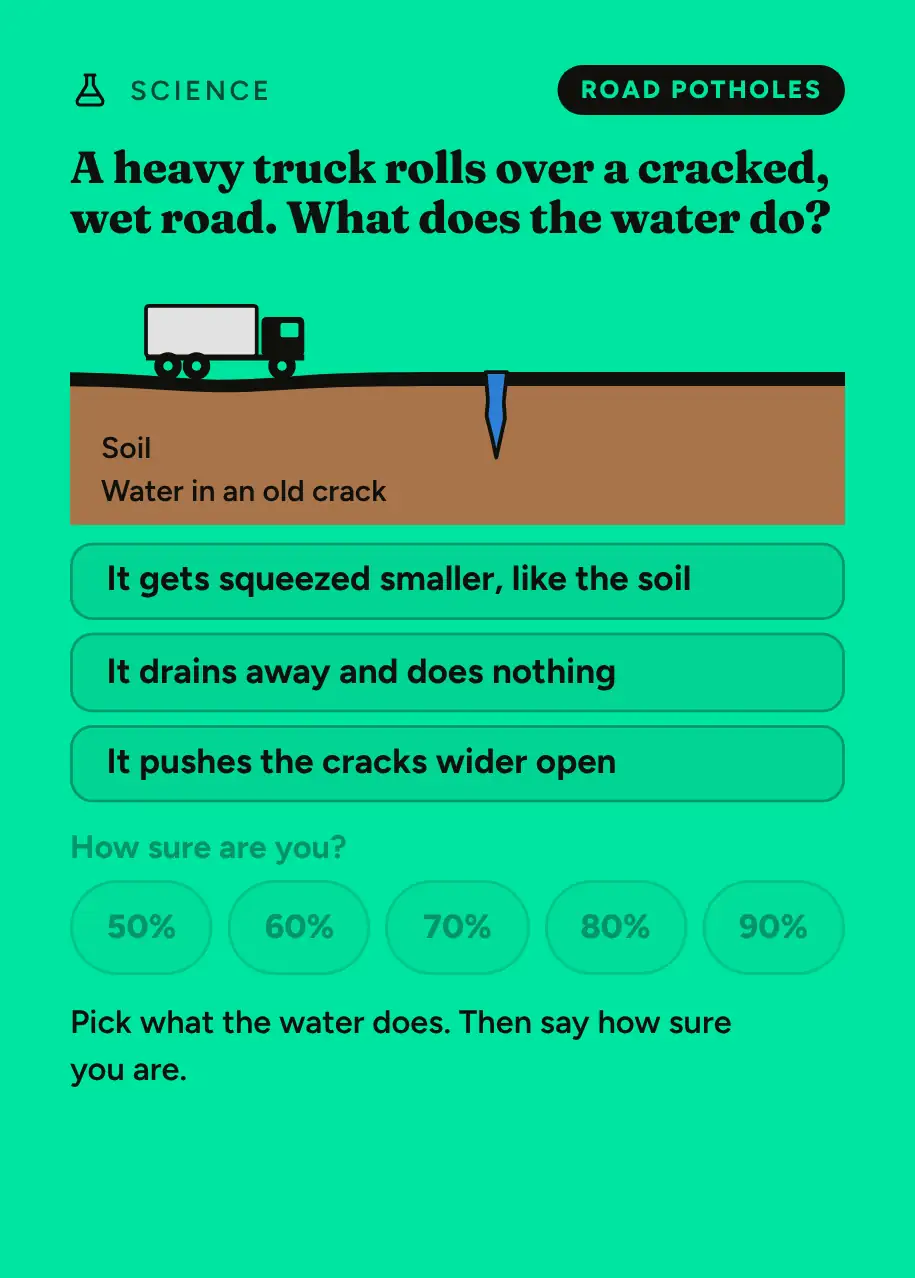 SCIENCE
ROAD POTHOLES
A heavy truck rolls over a cracked,
wet road. What does the water do?
Soil
Water in an old crack
It gets squeezed smaller, like the soil
It drains away and does nothing
It pushes the cracks wider open
How sure are you?
50% 60% 70% 80% 90%
Pick what the water does. Then say how sure
you are.